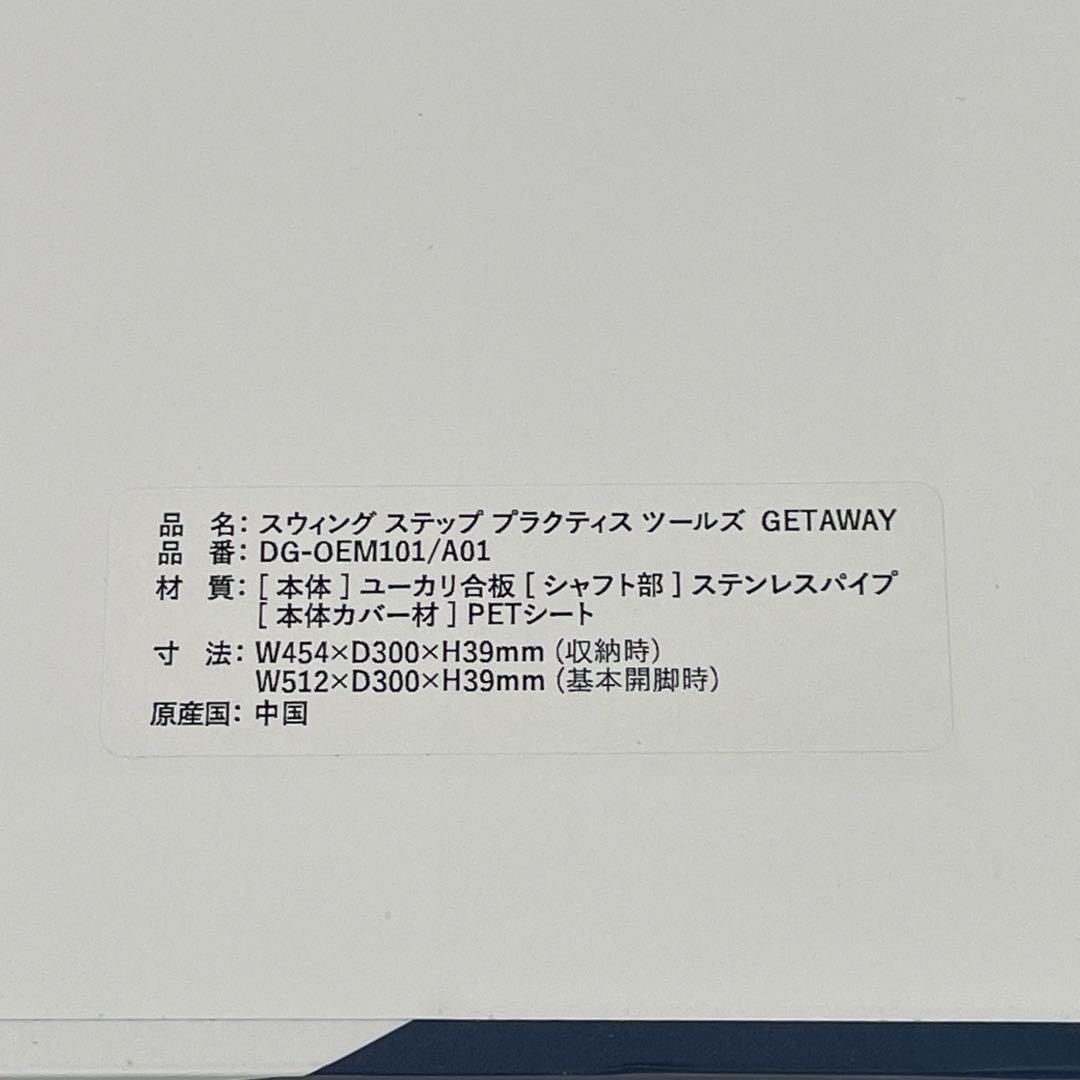 品 名: スウィング ステップ プラクティス ツールズ GETAWAY
品 番: DG-OEM101/A01
材 質: [ 本体 ] ユーカリ合板 [ シャフト部 ] ステンレスパイプ
[ 本体カバー材 ] PETシート
寸 法: W454×D300×H39mm (収納時)
W512×D300×H39mm (基本開脚時)
原産国: 中国